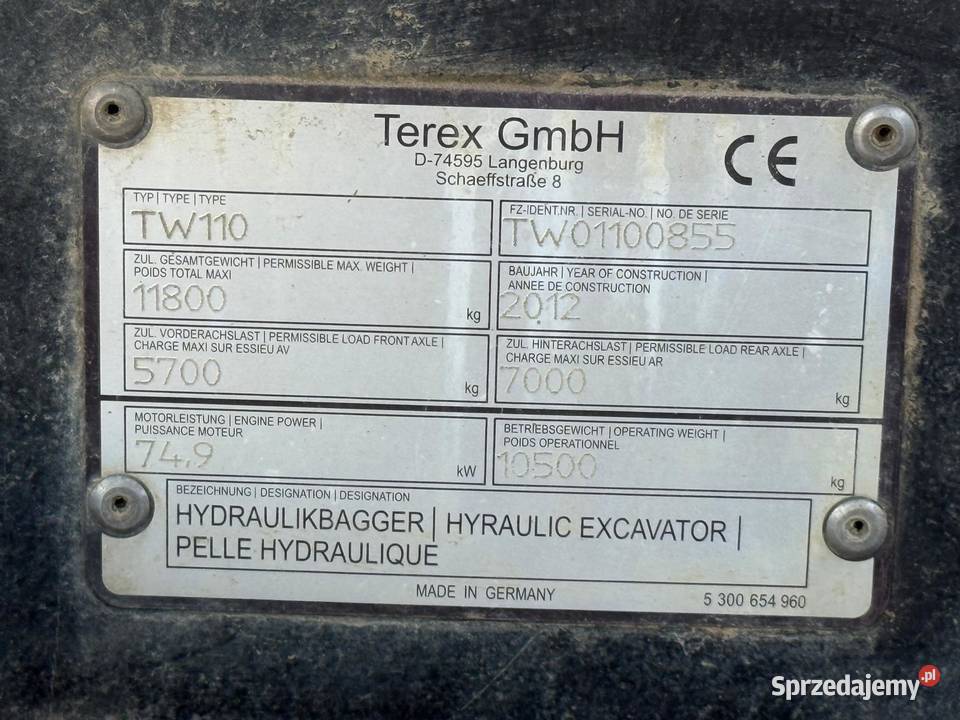 Terex GmbH
D-74595 Langenburg
Schaeffstraße 8
CE
TYP | TYPE | TYPE
TW110
FZ-IDENT.NR. | SERIAL-NO. | NO. DE SERIE
TW01100855
ZUL. GESAMTGEWICHT | PERMISSIBLE MAX. WEIGHT |
POIDS TOTAL MAXI
11800 kg
BAUJAHR | YEAR OF CONSTRUCTION |
ANNEE DE CONSTRUCTION
2012
ZUL. VORDERACHSLAST | PERMISSIBLE LOAD FRONT AXLE |
CHARGE MAXI SUR ESSIEU AV
5700 kg
ZUL. HINTERACHSLAST | PERMISSIBLE LOAD REAR AXLE |
CHARGE MAXI SUR ESSIEU AR
7000 kg
MOTORLEISTUNG | ENGINE POWER |
PUISSANCE MOTEUR
74,9 kW
BETRIEBSGEWICHT | OPERATING WEIGHT |
POIDS OPERATIONNEL
10500 kg
BEZEICHNUNG | DESIGNATION | DESIGNATION
HYDRAULIKBAGGER | HYRAULIC EXCAVATOR |
PELLE HYDRAULIQUE
MADE IN GERMANY
5 300 654 960
Sprzedajemy.pl